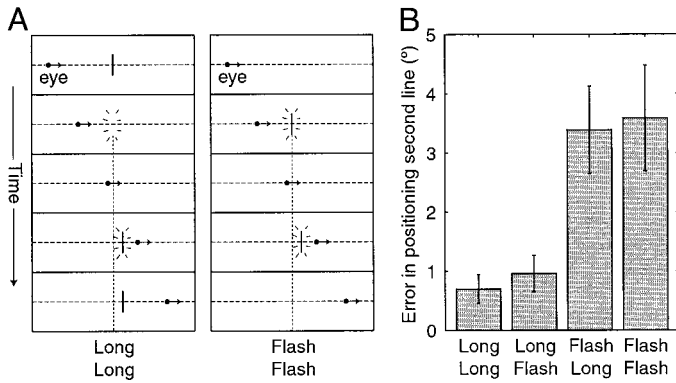 A
eye
eye
Time
Long
Long
Flash
Flash
B
Error in positioning second line (°)
5
4
3
2
1
0
Long
Long
Long
Flash
Flash
Long
Flash
Flash